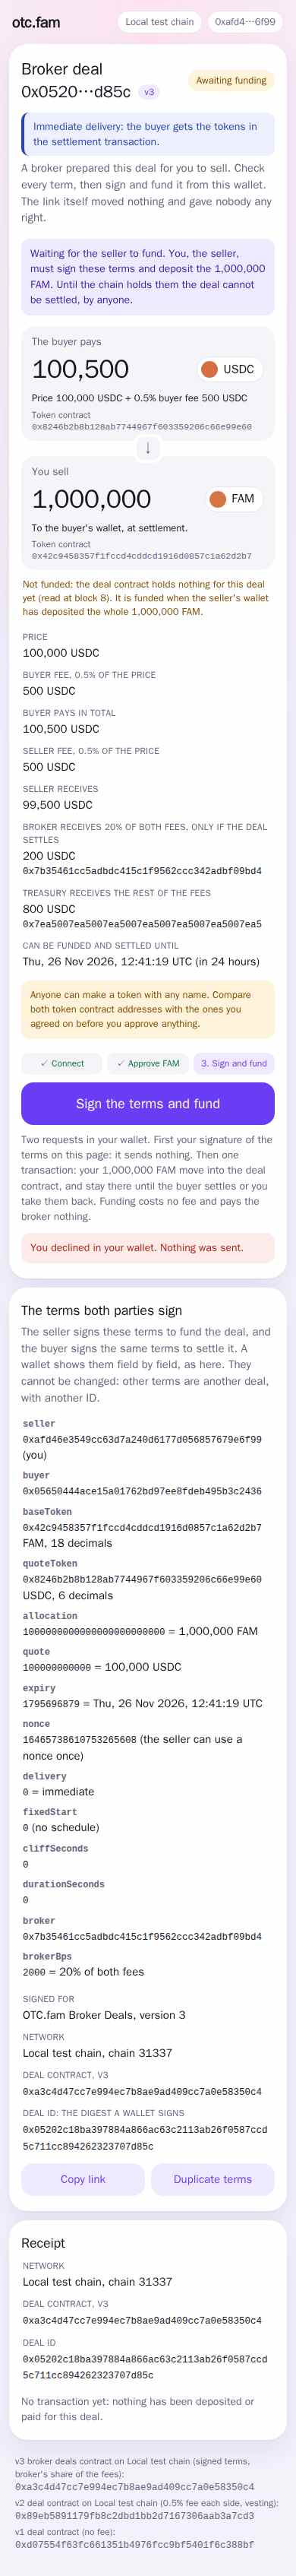 otc.fam
Local test chain
0xafd4···6f99
Broker deal
0x0520···d85c v3
Awaiting funding
Immediate delivery: the buyer gets the tokens in
the settlement transaction.
A broker prepared this deal for you to sell. Check
every term, then sign and fund it from this wallet.
The link itself moved nothing and gave nobody any
right.
Waiting for the seller to fund. You, the seller,
must sign these terms and deposit the 1,000,000
FAM. Until the chain holds them the deal cannot
be settled, by anyone.
The buyer pays
100,500
USDC
Price 100,000 USDC + 0.5% buyer fee 500 USDC
Token contract
0x8246b2b8b128ab7744967f603359206c66e99e60
↓
You sell
1,000,000
FAM
To the buyer's wallet, at settlement.
Token contract
0x42c9458357f1fccd4cddcd1916d0857c1a62d2b7
Not funded: the deal contract holds nothing for this deal
yet (read at block 8). It is funded when the seller's wallet
has deposited the whole 1,000,000 FAM.
PRICE
100,000 USDC
BUYER FEE, 0.5% OF THE PRICE
500 USDC
BUYER PAYS IN TOTAL
100,500 USDC
SELLER FEE, 0.5% OF THE PRICE
500 USDC
SELLER RECEIVES
99,500 USDC
BROKER RECEIVES 20% OF BOTH FEES, ONLY IF THE DEAL
SETTLES
200 USDC
0x7b35461cc5adbdc415c1f9562ccc342adbf09bd4
TREASURY RECEIVES THE REST OF THE FEES
800 USDC
0x7ea5007ea5007ea5007ea5007ea5007ea5007ea5
CAN BE FUNDED AND SETTLED UNTIL
Thu, 26 Nov 2026, 12:41:19 UTC (in 24 hours)
Anyone can make a token with any name. Compare
both token contract addresses with the ones you
agreed on before you approve anything.
✓ Connect
✓ Approve FAM
3. Sign and fund
Sign the terms and fund
Two requests in your wallet. First your signature of the
terms on this page: it sends nothing. Then one
transaction: your 1,000,000 FAM move into the deal
contract, and stay there until the buyer settles or you
take them back. Funding costs no fee and pays the
broker nothing.
You declined in your wallet. Nothing was sent.
The terms both parties sign
The seller signs these terms to fund the deal, and
the buyer signs the same terms to settle it. A
wallet shows them field by field, as here. They
cannot be changed: other terms are another deal,
with another ID.
seller
0xafd46e3549cc63d7a240d6177d056857679e6f99
(you)
buyer
0x05650444ace15a01762bd97ee8fdeb495b3c2436
baseToken
0x42c9458357f1fccd4cddcd1916d0857c1a62d2b7
FAM, 18 decimals
quoteToken
0x8246b2b8b128ab7744967f603359206c66e99e60
USDC, 6 decimals
allocation
1000000000000000000000000 = 1,000,000 FAM
quote
100000000000 = 100,000 USDC
expiry
1795696879 = Thu, 26 Nov 2026, 12:41:19 UTC
nonce
16465738610753265608 (the seller can use a
nonce once)
delivery
0 = immediate
fixedStart
0 (no schedule)
cliffSeconds
0
durationSeconds
0
broker
0x7b35461cc5adbdc415c1f9562ccc342adbf09bd4
brokerBps
2000 = 20% of both fees
SIGNED FOR
OTC.fam Broker Deals, version 3
NETWORK
Local test chain, chain 31337
DEAL CONTRACT, V3
0xa3c4d47cc7e994ec7b8ae9ad409cc7a0e58350c4
DEAL ID: THE DIGEST A WALLET SIGNS
0x05202c18ba397884a866ac63c2113ab26f0587ccd
5c711cc894262323707d85c
Copy link
Duplicate terms
Receipt
NETWORK
Local test chain, chain 31337
DEAL CONTRACT, V3
0xa3c4d47cc7e994ec7b8ae9ad409cc7a0e58350c4
DEAL ID
0x05202c18ba397884a866ac63c2113ab26f0587ccd
5c711cc894262323707d85c
No transaction yet: nothing has been deposited or
paid for this deal.
v3 broker deals contract on Local test chain (signed terms,
broker's share of the fees):
0xa3c4d47cc7e994ec7b8ae9ad409cc7a0e58350c4
v2 deal contract on Local test chain (0.5% fee each side, vesting):
0x89eb5891179fb8c2dbd1bb2d7167306aab3a7cd3
v1 deal contract (no fee):
0xd07554f63fc661351b4976fcc9bf5401f6c388bf